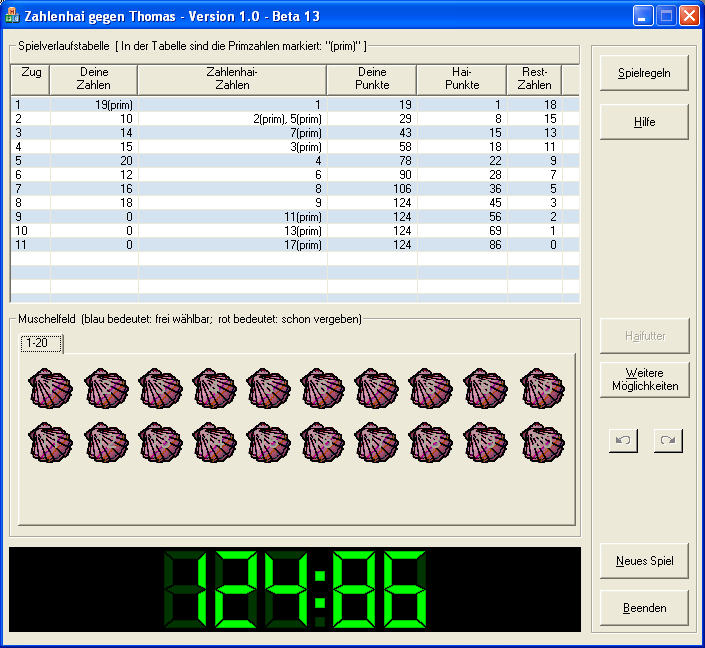 Zahlenhai gegen Thomas - Version 1.0 - Beta 13
Spielverlaufstabelle [ In der Tabelle sind die Primzahlen markiert: "(prim)" ]
Zug Deine Zahlen Zahlenhai-Zahlen Deine Punkte Hai-Punkte Rest-Zahlen
1 19(prim) 1 19 1 18
2 10 2(prim), 5(prim) 29 8 15
3 14 7(prim) 43 15 13
4 15 3(prim) 58 18 11
5 20 4 78 22 9
6 12 6 90 28 7
7 16 8 106 36 5
8 18 9 124 45 3
9 0 11(prim) 124 56 2
10 0 13(prim) 124 69 1
11 0 17(prim) 124 86 0
Muschelfeld (blau bedeutet: frei wählbar; rot bedeutet: schon vergeben)
1-20
124:86
Spielregeln
Hilfe
Haifutter
Weitere
Möglichkeiten
Neues Spiel
Beenden